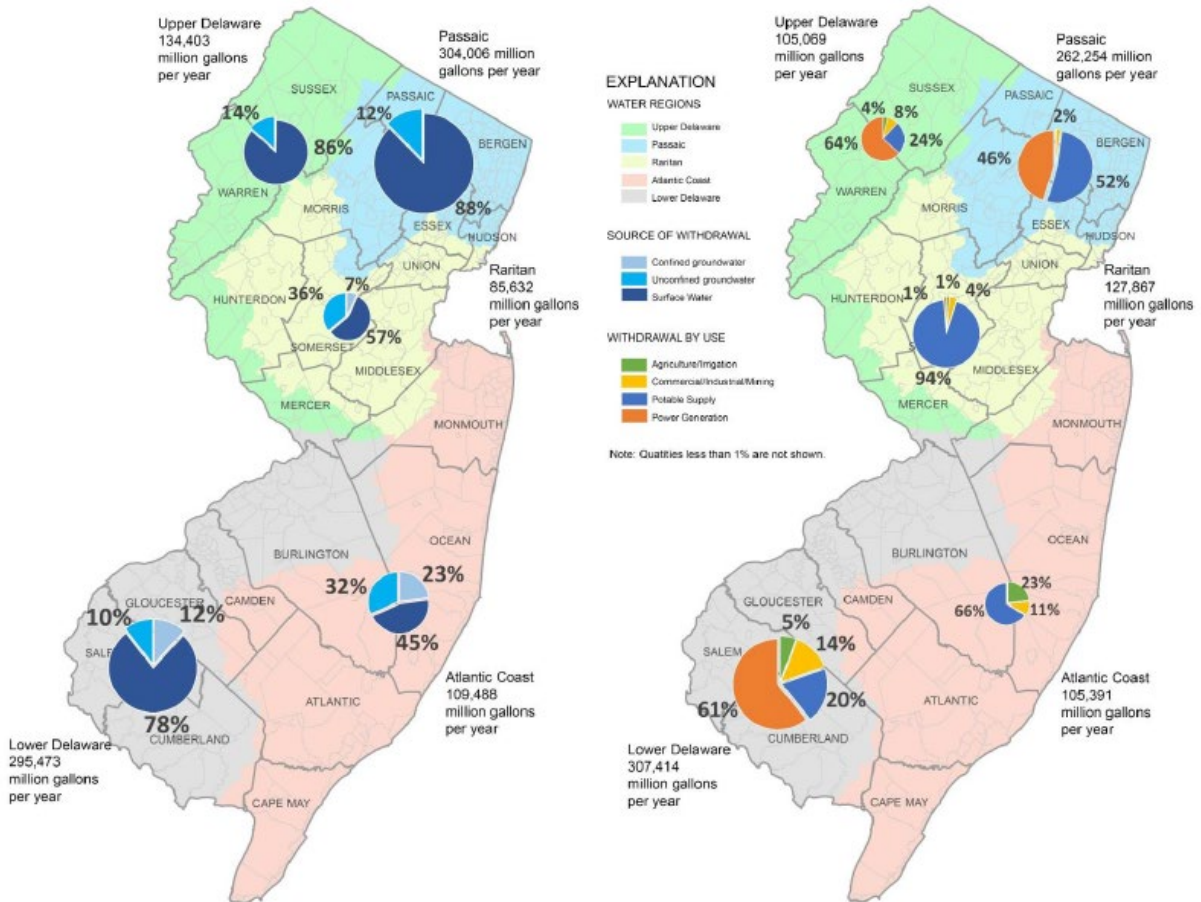 Upper Delaware
134,403
million gallons
per year
Passaic
304,006 million
gallons per year
SUSSEX
PASSAIC
14%
12%
86%
BERGEN
WARREN
88%
MORRIS
ESSEX
HUDSON
UNION
Raritan
85,632
million gallons
per year
36%
7%
HUNTERDON
57%
SOMERSET
MIDDLESEX
MERCER
MONMOUTH
OCEAN
BURLINGTON
32%
23%
GLOUCESTER
CAMDEN
10%
12%
45%
78%
ATLANTIC
Atlantic Coast
109,488
million gallons
per year
CUMBERLAND
Lower Delaware
295,473
million gallons
per year
CAPE MAY
EXPLANATION
WATER REGIONS
Upper Delaware
Passaic
Raritan
Atlantic Coast
Lower Delaware
SOURCE OF WITHDRAWAL
Confined groundwater
Unconfined groundwater
Surface Water
WITHDRAWAL BY USE
Agriculture/Irrigation
Commercial/Industrial/Mining
Potable Supply
Power Generation
Note: Quatities less than 1% are not shown.
Upper Delaware
105,069
million gallons
per year
Passaic
262,254 million
gallons per year
SUSSEX
PASSAIC
4%
8%
2%
64%
24%
46%
BERGEN
52%
WARREN
MORRIS
ESSEX
HUDSON
UNION
Raritan
127,867
million gallons
per year
HUNTERDON
1%
1%
4%
94%
MIDDLESEX
MERCER
MONMOUTH
OCEAN
BURLINGTON
23%
66%
11%
GLOUCESTER
CAMDEN
5%
14%
SALEM
61%
20%
ATLANTIC
Atlantic Coast
105,391
million gallons
per year
CUMBERLAND
Lower Delaware
307,414
million gallons
per year
CAPE MAY